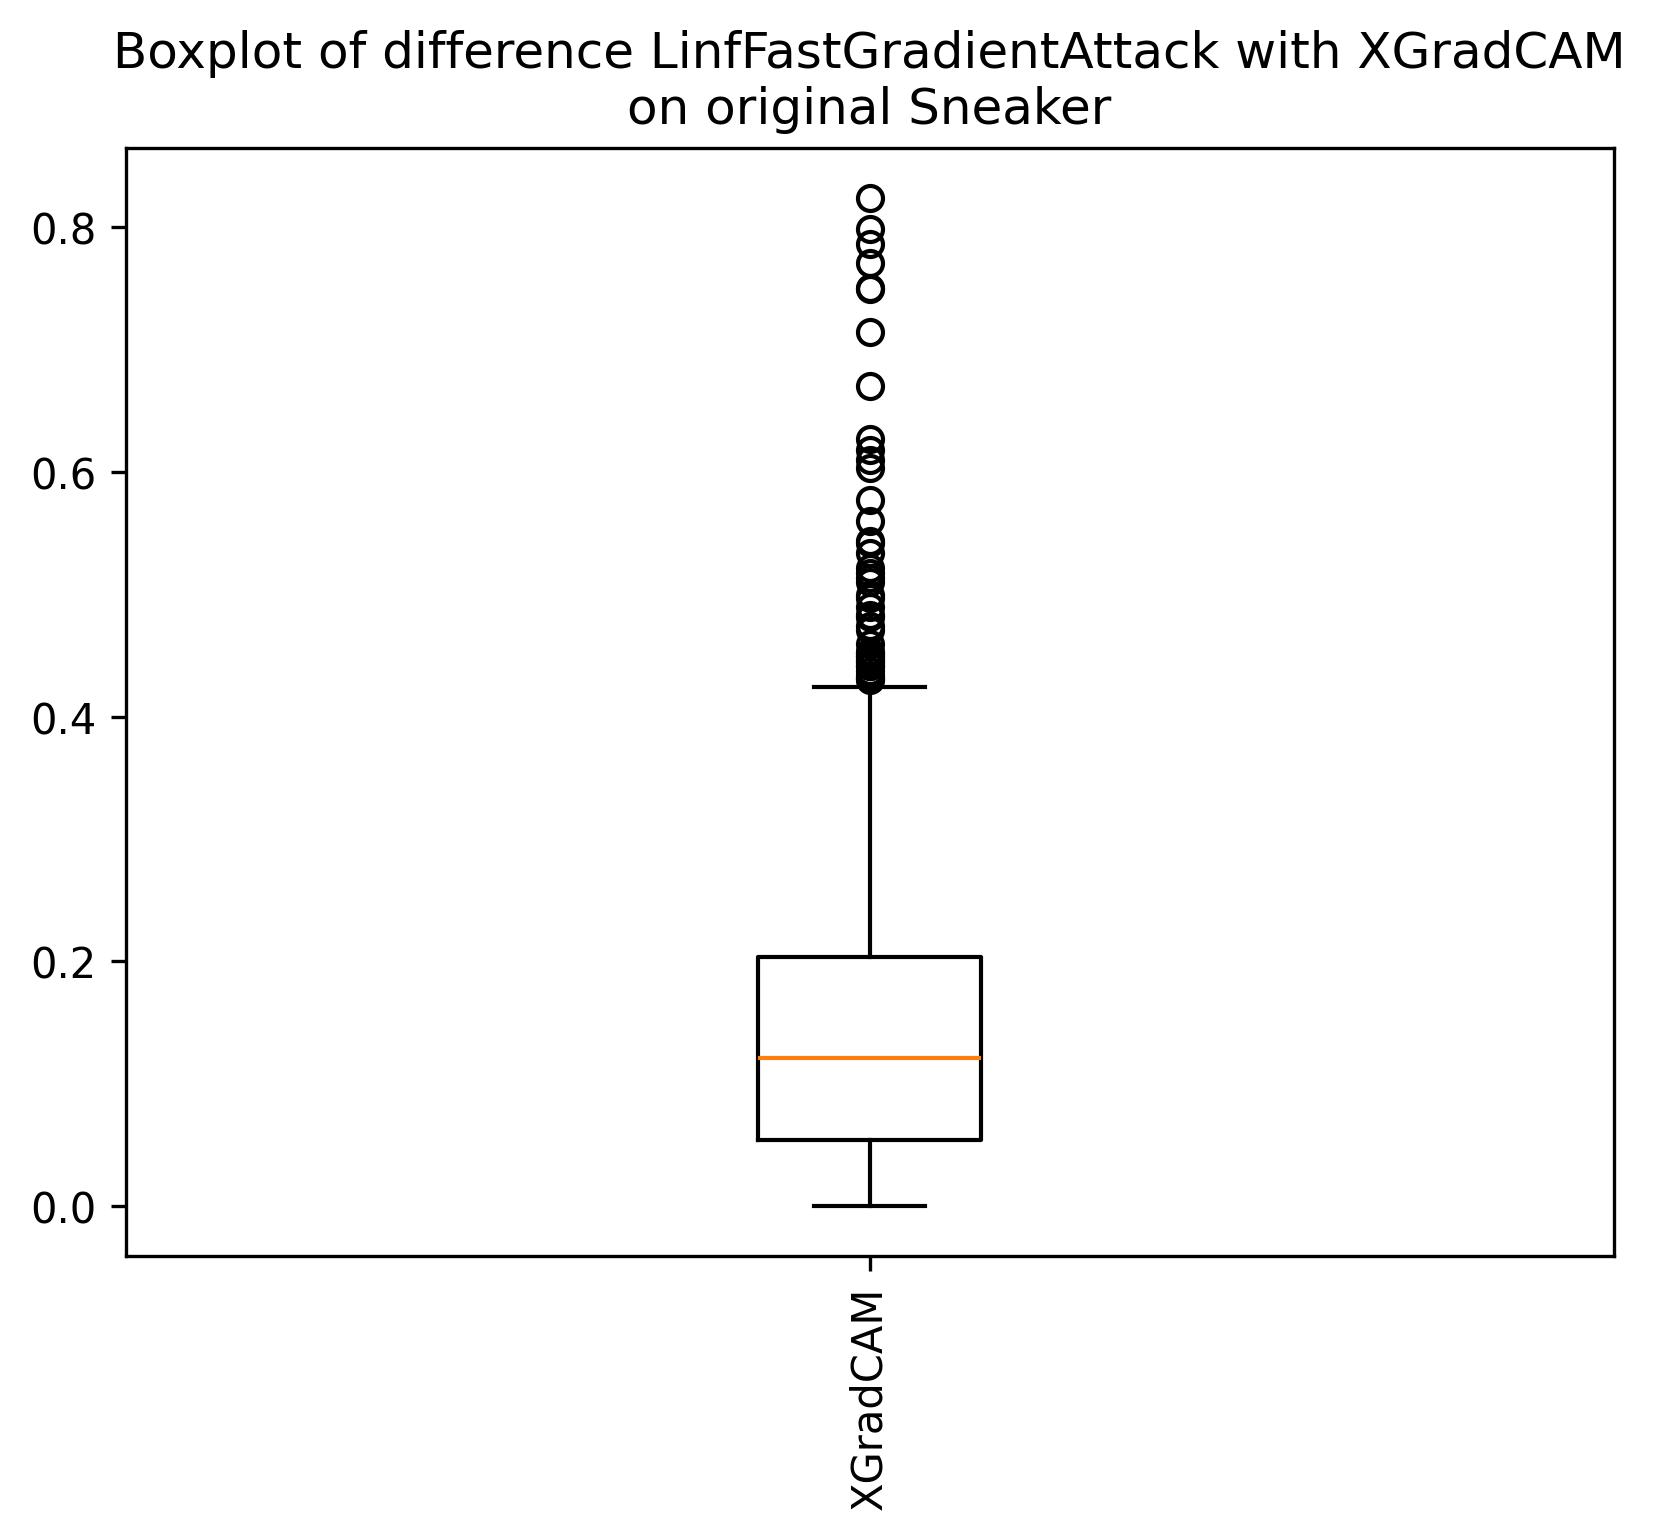 Boxplot of difference LinfFastGradientAttack with XGradCAM
on original Sneaker
0.8
0.6
0.4
0.2
0.0
XGradCAM